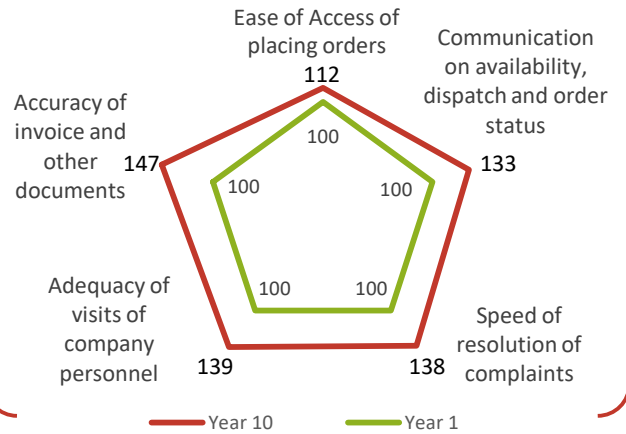 Ease of Access of
placing orders
112
Communication
on availability,
dispatch and order
status
133
Accuracy of
invoice and
other
documents
147
100
100
100
100
100
Adequacy of
visits of
company
personnel
139
Speed of
resolution of
complaints
138
Year 10
Year 1